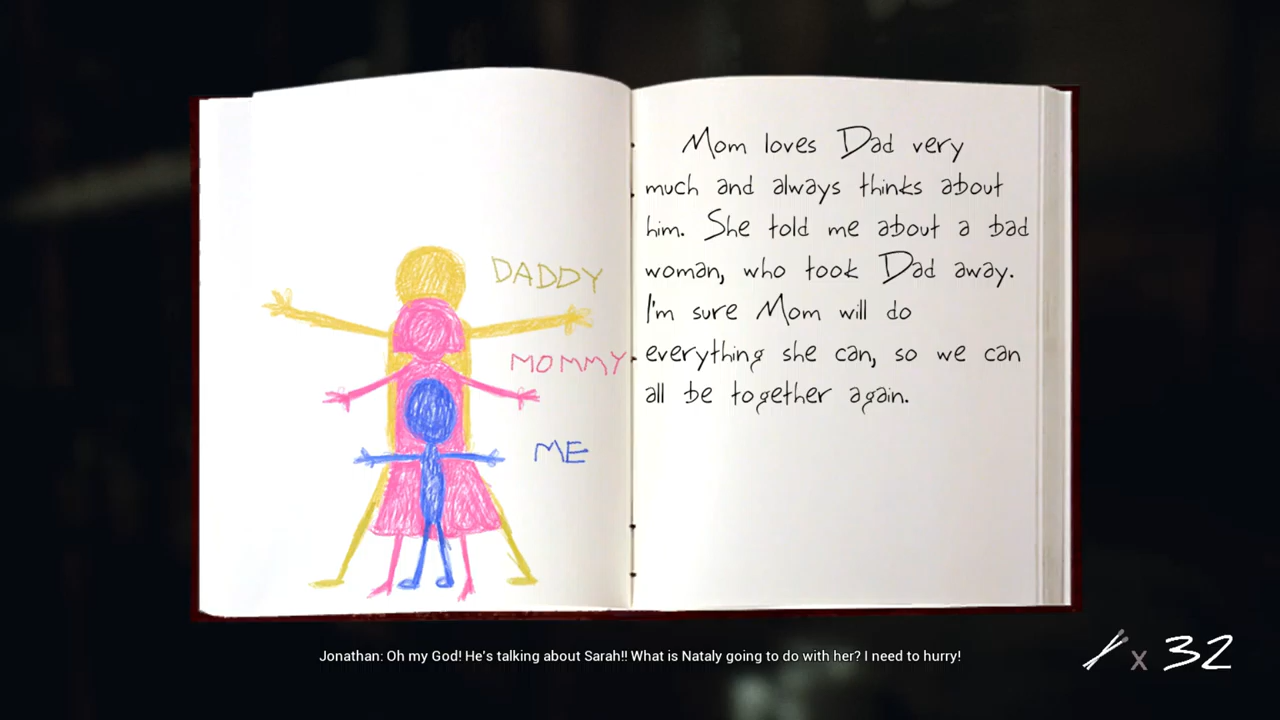 DADDY
MOMMY
ME
Mom loves Dad very
much and always thinks about
him. She told me about a bad
woman, who took Dad away.
I'm sure Mom will do
everything she can, so we can
all be together again.
Jonathan: Oh my God! He's talking about Sarah!! What is Nataly going to do with her? I need to hurry!
x 32